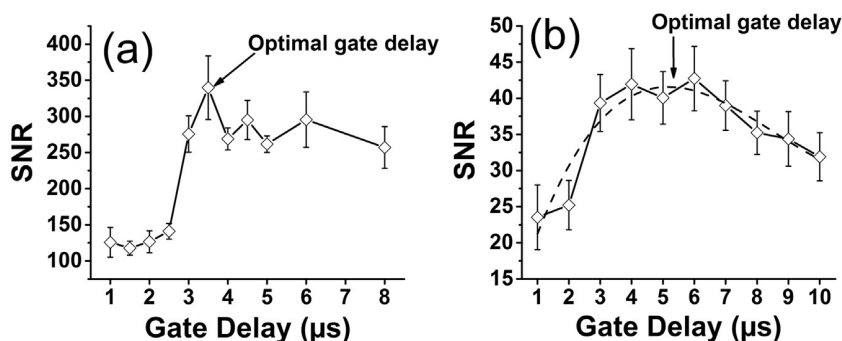 (a)
Optimal gate delay
SNR
400
350
300
250
200
150
100
1 2 3 4 5 6 7 8
Gate Delay (µs)
(b)
Optimal gate delay
SNR
50
45
40
35
30
25
20
15
1 2 3 4 5 6 7 8 9 10
Gate Delay (µs)